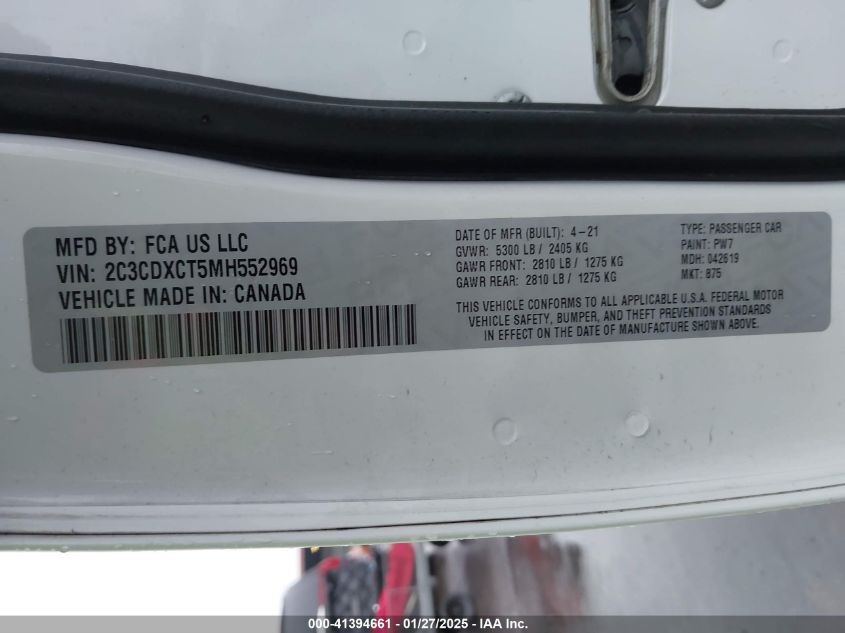 MFD BY: FCA US LLC
VIN: 2C3CDXCT5MH552969
VEHICLE MADE IN: CANADA
DATE OF MFR (BUILT): 4-21
GVWR: 5300 LB / 2405 KG
GAWR FRONT: 2810 LB / 1275 KG
GAWR REAR: 2810 LB / 1275 KG
TYPE: PASSENGER CAR
PAINT: PW7
MDH: 042619
MKT: 875
THIS VEHICLE CONFORMS TO ALL APPLICABLE U.S.A. FEDERAL MOTOR
VEHICLE SAFETY, BUMPER, AND THEFT PREVENTION STANDARDS
IN EFFECT ON THE DATE OF MANUFACTURE SHOWN ABOVE.
000-41394661 - 01/27/2025 - IAA Inc.